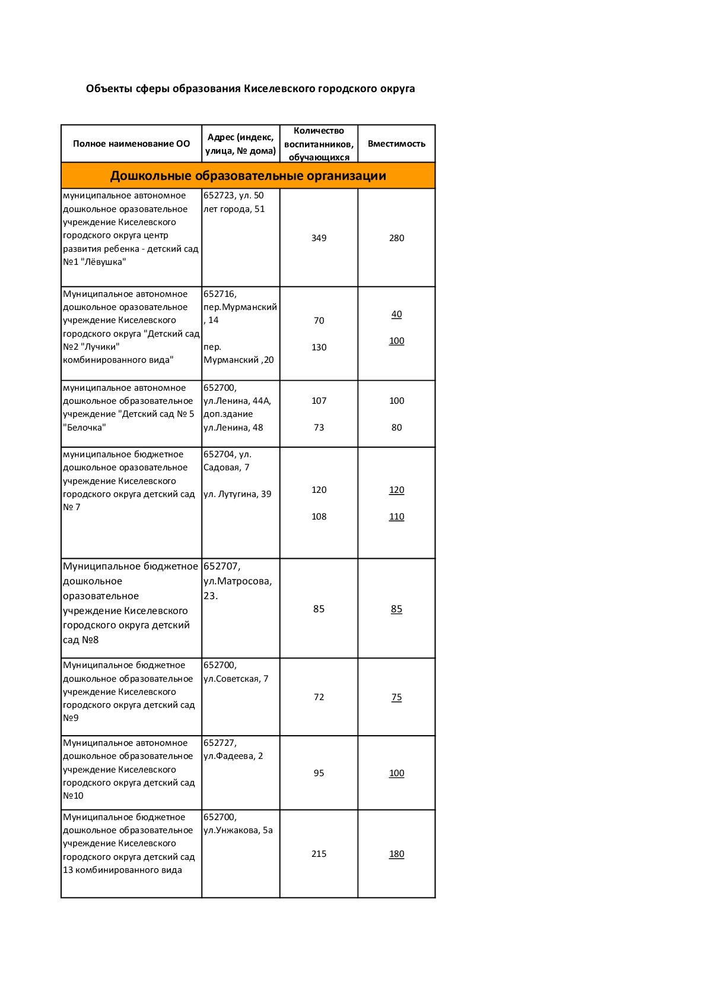 Объекты сферы образования Киселевского городского округа
Полное наименование ОО
Адрес (индекс,
улица, № дома)
Количество
воспитанников,
обучающихся
Вместимость
Дошкольные образовательные организации
муниципальное автономное
дошкольное оразовательное
учреждение Киселевского
городского округа центр
развития ребенка - детский сад
№1 "Лёвушка"
652723, ул. 50
лет города, 51
349
280
Муниципальное автономное
дошкольное оразовательное
учреждение Киселевского
городского округа "Детский сад
№2 "Лучики"
комбинированного вида"
652716,
пер.Мурманский
, 14
пер.
Мурманский ,20
70
130
40
100
муниципальное автономное
дошкольное образовательное
учреждение "Детский сад № 5
"Белочка"
652700,
ул.Ленина, 44А,
доп.здание
ул.Ленина, 48
107
73
100
80
муниципальное бюджетное
дошкольное оразовательное
учреждение Киселевского
городского округа детский сад
№ 7
652704, ул.
Садовая, 7
ул. Лутугина, 39
120
108
120
110
Муниципальное бюджетное
дошкольное
оразовательное
учреждение Киселевского
городского округа детский
сад №8
652707,
ул.Матросова,
23.
85
85
Муниципальное бюджетное
дошкольное образовательное
учреждение Киселевского
городского округа детский сад
№9
652700,
ул.Советская, 7
72
75
Муниципальное автономное
дошкольное образовательное
учреждение Киселевского
городского округа детский сад
№10
652727,
ул.Фадеева, 2
95
100
Муниципальное бюджетное
дошкольное образовательное
учреждение Киселевского
городского округа детский сад
13 комбинированного вида
652700,
ул.Унжакова, 5а
215
180